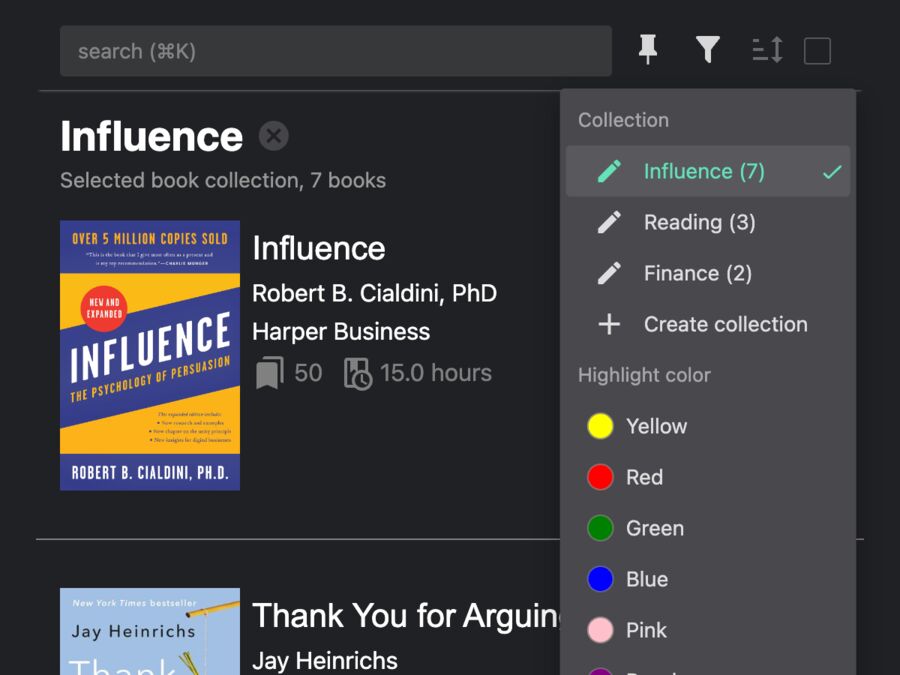 search (⌘K)
Influence
Selected book collection, 7 books
OVER 5 MILLION COPIES SOLD
"This is the book that I give most often as a present and
is my top recommendation."—CHARLIE MUNGER
NEW AND
EXPANDED
INFLUENCE
THE PSYCHOLOGY OF PERSUASION
This expanded edition includes:
• New research and examples
• New chapter on the unity principle
• New insights for digital businesses
ROBERT B. CIALDINI, PH.D.
Influence
Robert B. Cialdini, PhD
Harper Business
50 15.0 hours
New York Times bestseller
Jay Heinrichs
Thank
Thank You for Arguin
Jay Heinrichs
Collection
Influence (7)
Reading (3)
Finance (2)
Create collection
Highlight color
Yellow
Red
Green
Blue
Pink